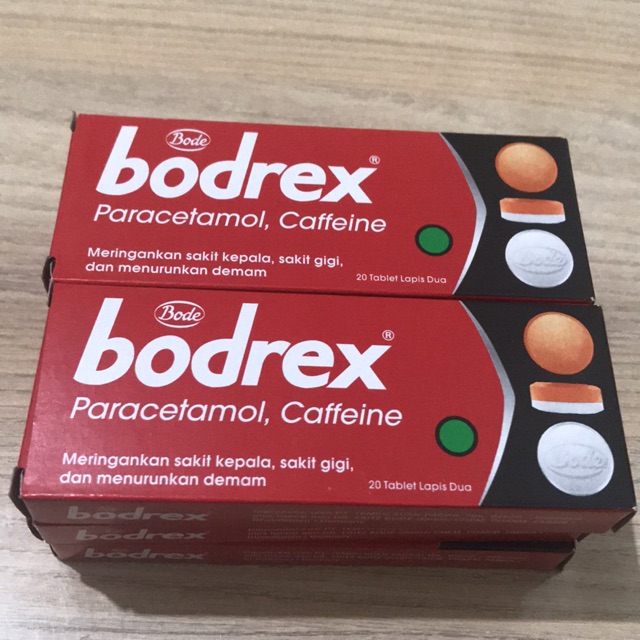 Bode
bodrex®
Paracetamol, Caffeine
Meringankan sakit kepala, sakit gigi,
dan menurunkan demam
20 Tablet Lapis Dua
Bode
Bode
bodrex®
Paracetamol, Caffeine
Meringankan sakit kepala, sakit gigi,
dan menurunkan demam
20 Tablet Lapis Dua
Bode
bodrex
bodrex